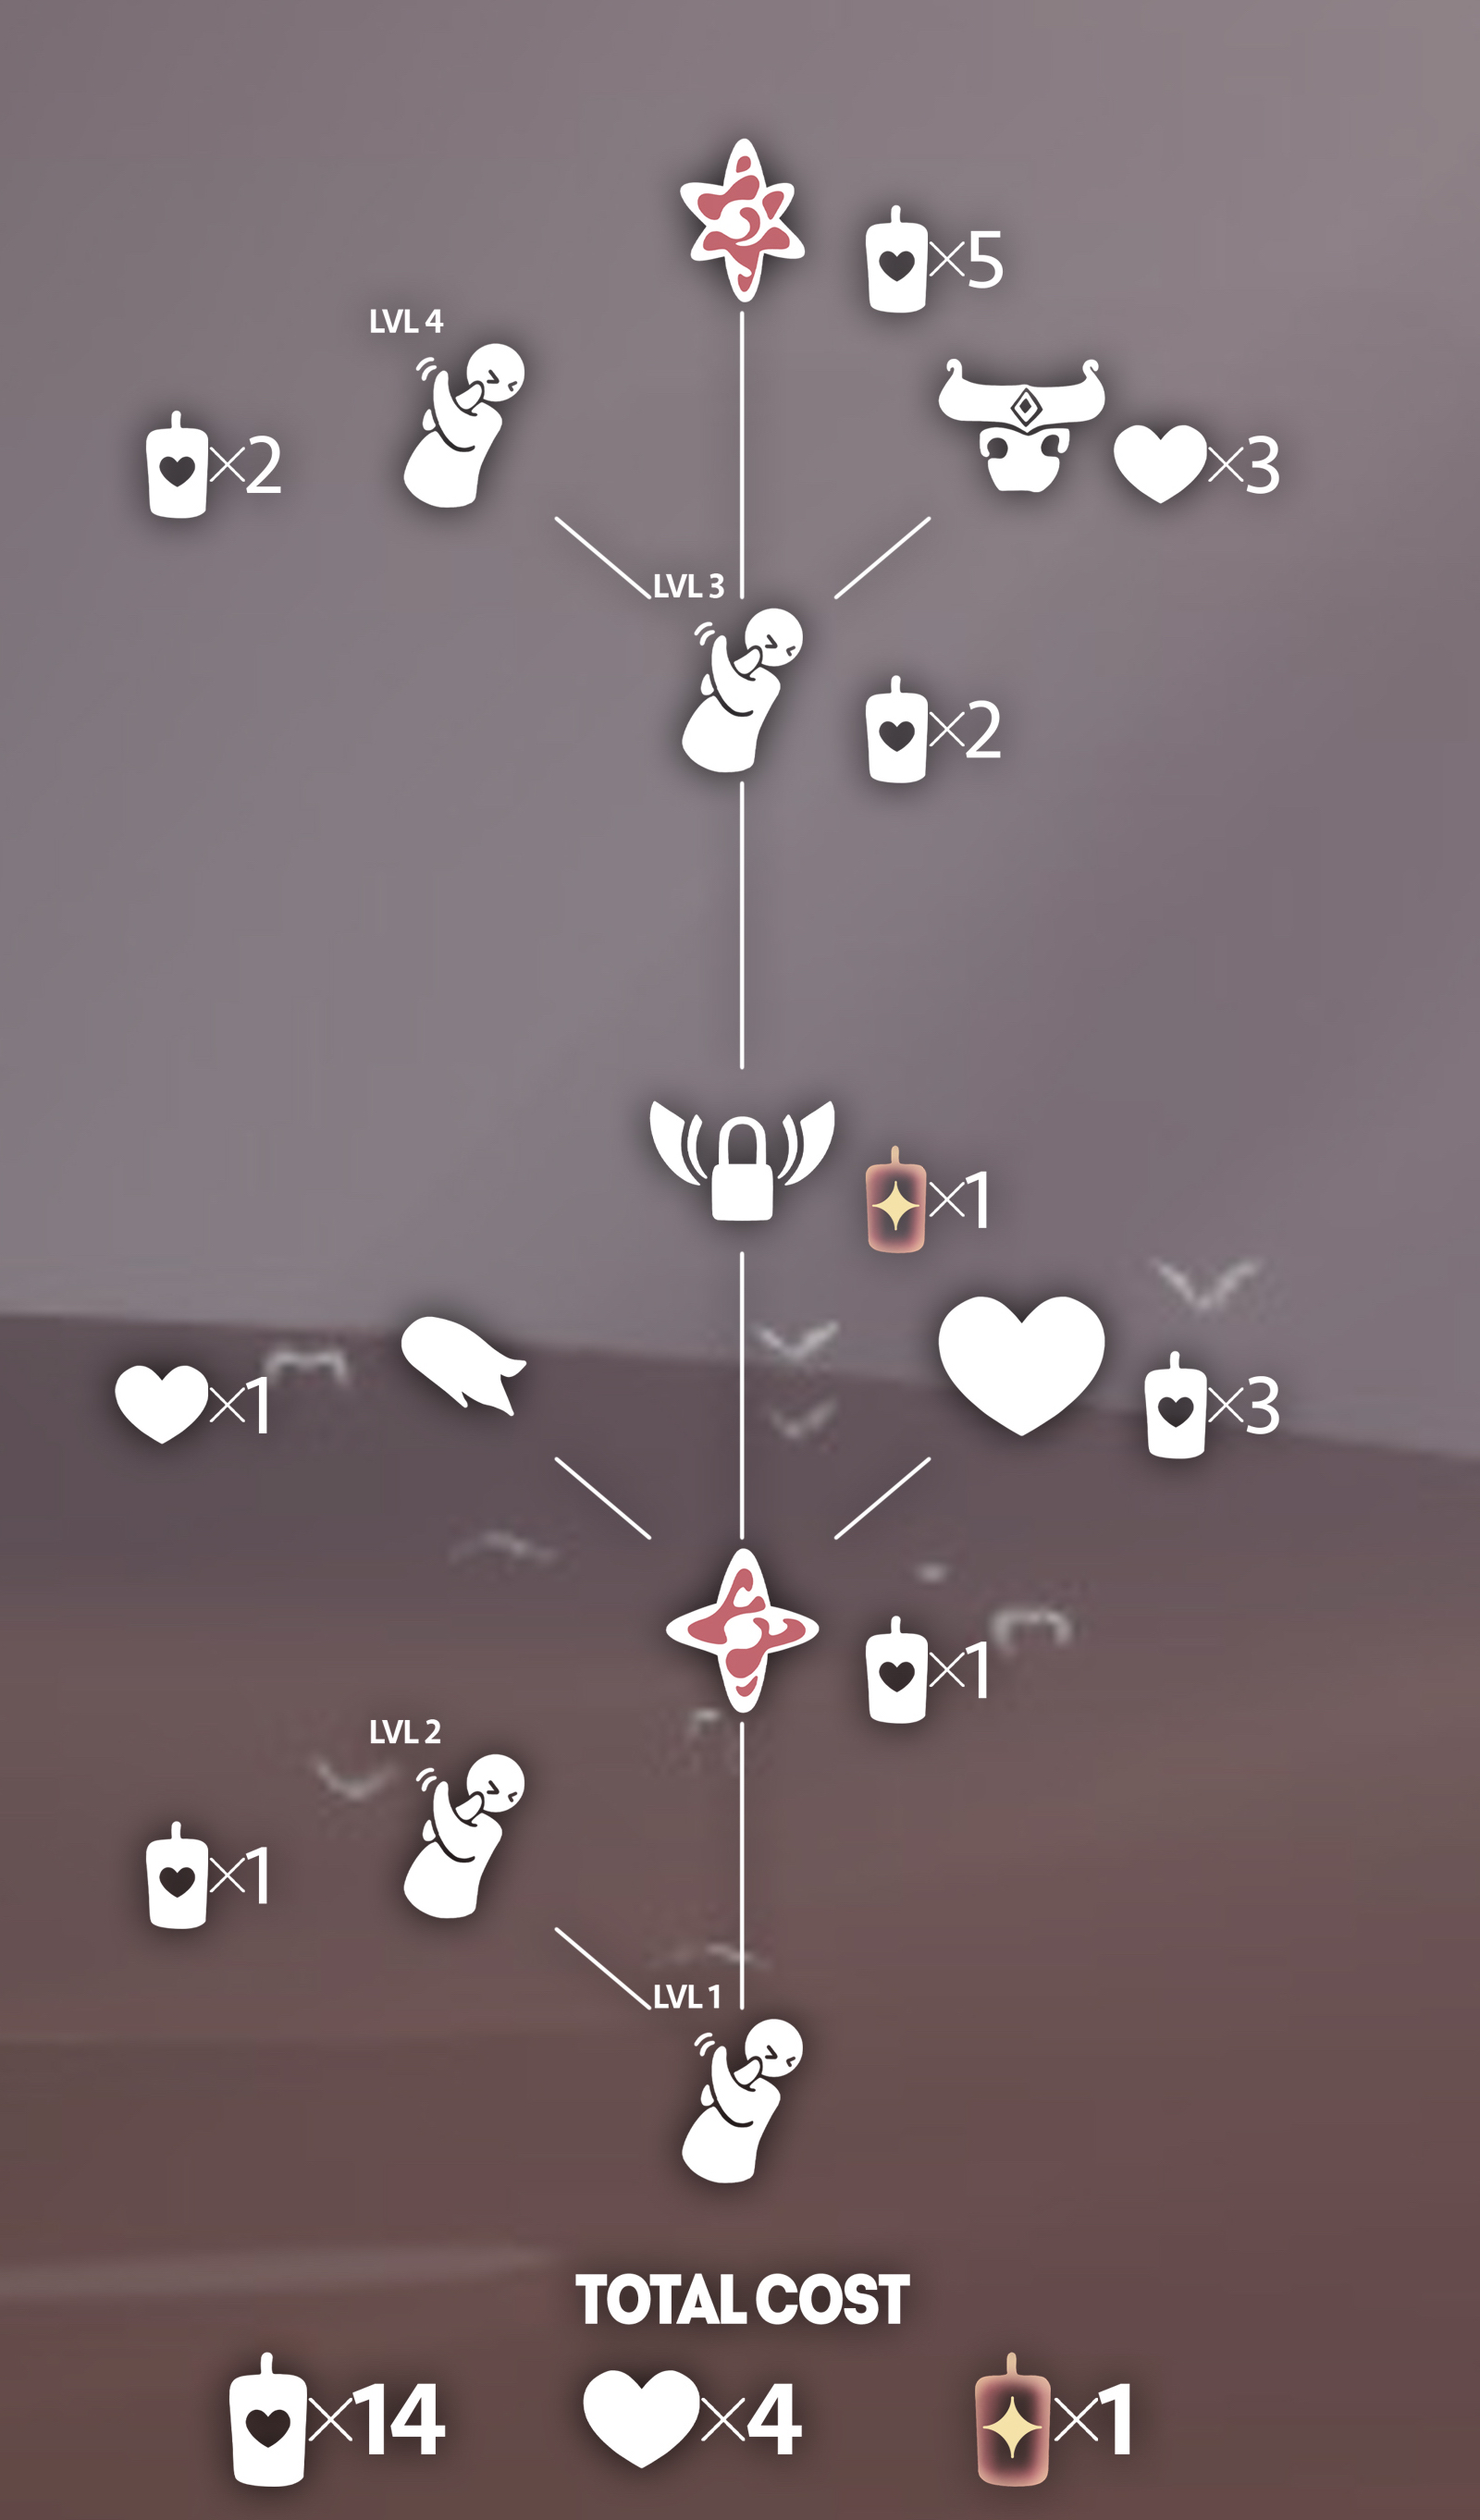 ×5
LVL 4
×2
×3
LVL 3
×2
×1
×1
×3
×1
LVL 2
×1
LVL 1
TOTAL COST
×14 ×4 ×1